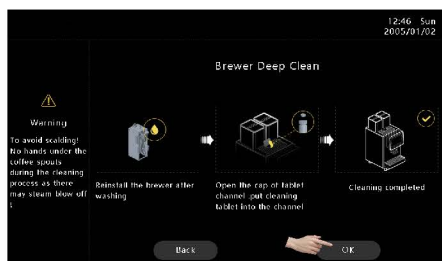 12:46 Sun
2005/01/02
Brewer Deep Clean
Warning
To avoid scalding!
No hands under the
coffee spouts
during the cleaning
process as there
may steam blow off
!
Reinstall the brewer after
washing
Open the cap of tablet
channel ,put cleaning
tablet into the channel
Cleaning completed
Back
OK